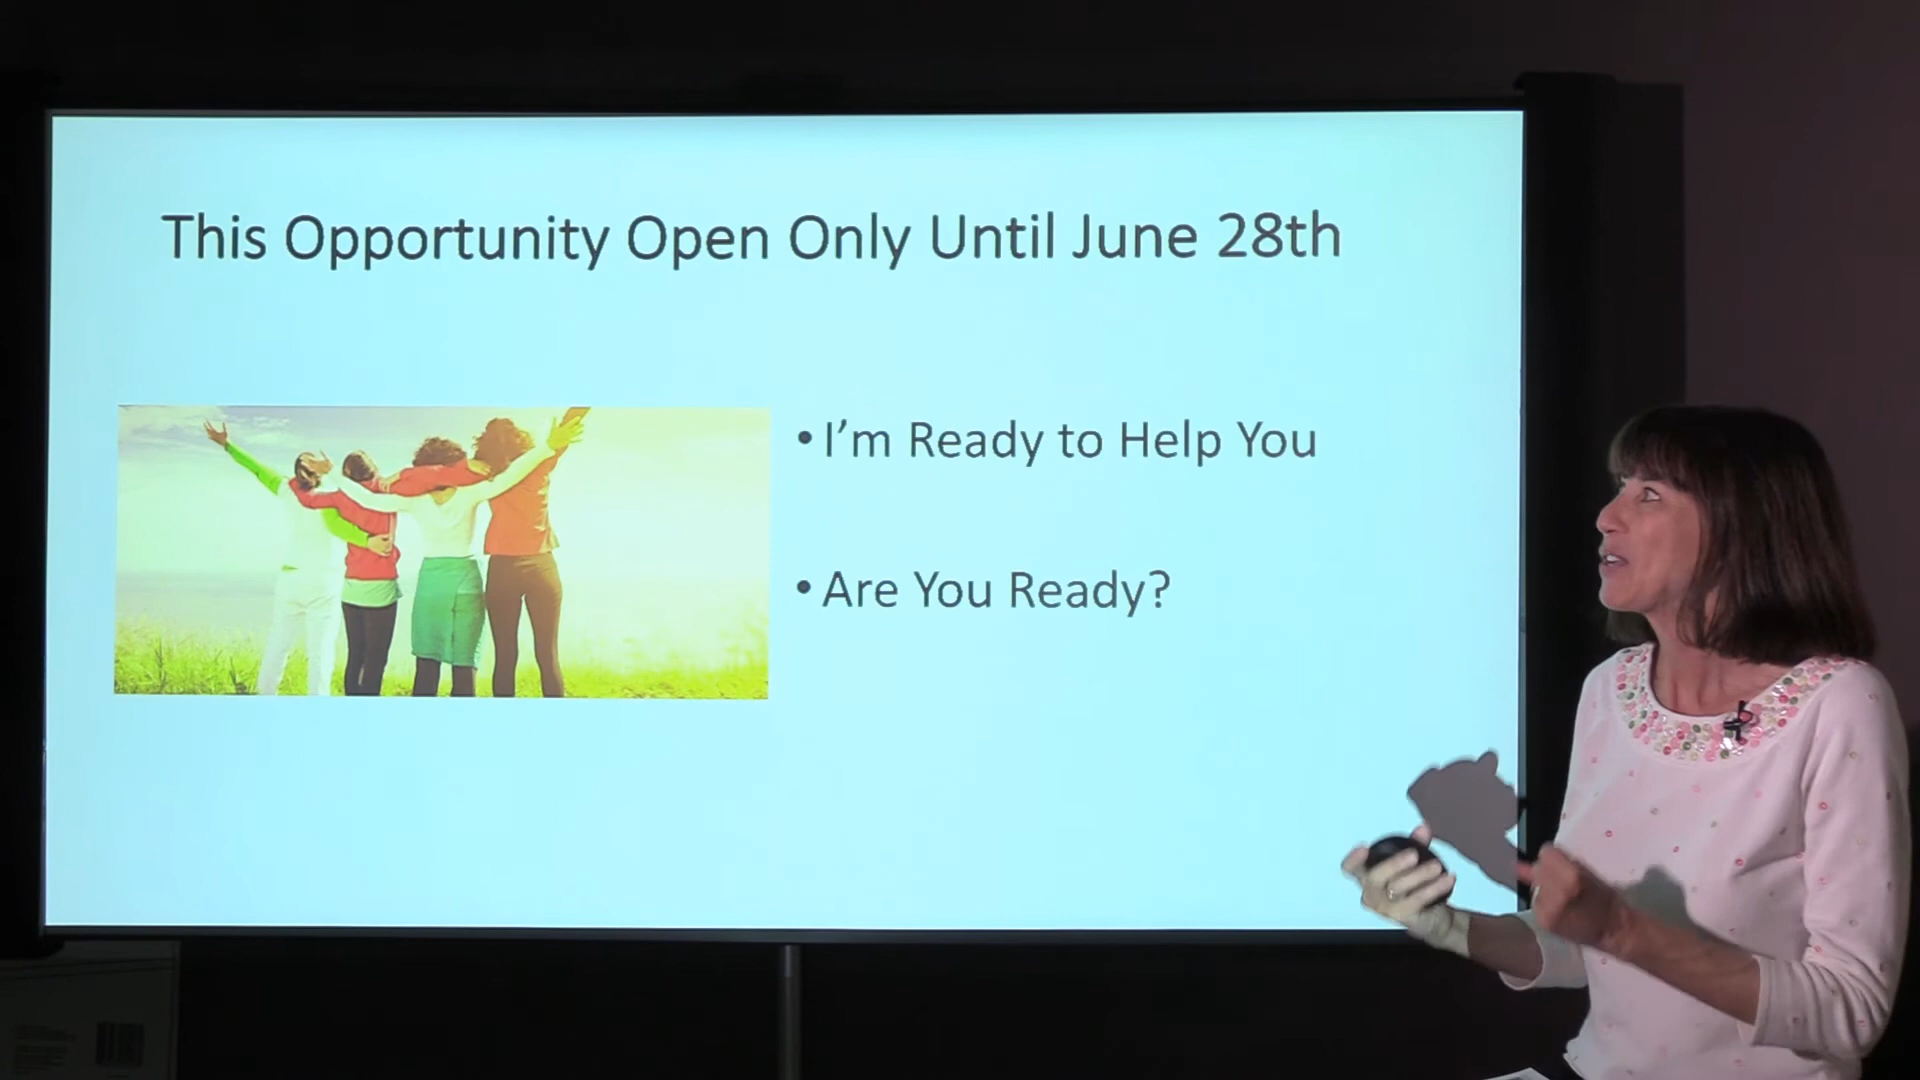 This Opportunity Open Only Until June 28th
• I'm Ready to Help You
• Are You Ready?